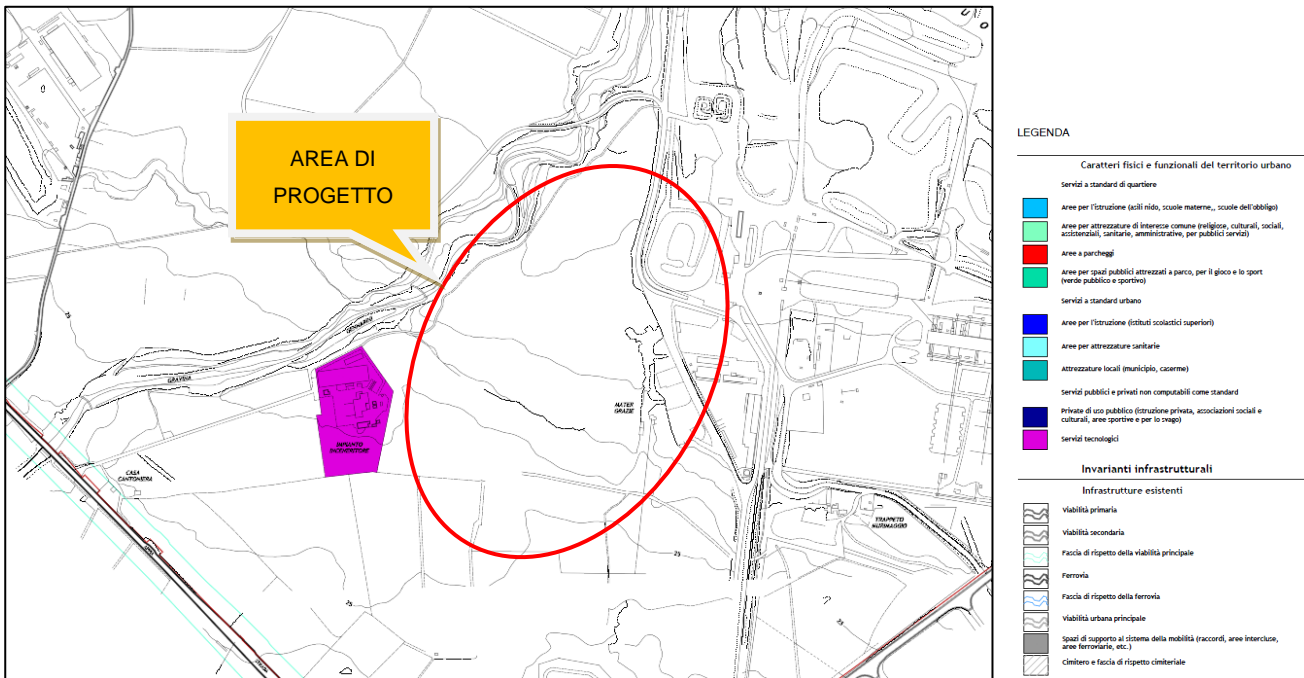 U O
AREA DI
PROGETTO
25
GENNARINI
GRAVINA
MATER
GRAZIE
IMPIANTO
INCENERITORE
CASA
CANTONIERA
TRAPPETO
25
25
25
LEGENDA
Caratteri fisici e funzionali del territorio urbano
Servizi a standard di quartiere
Aree per l'istruzione (asili nido, scuole materne,, scuole dell'obbligo)
Aree per attrezzature di interesse comune (religiose, culturali, sociali,
assistenziali, sanitarie, amministrative, per pubblici servizi)
Aree a parcheggi
Aree per spazi pubblici attrezzati a parco, per il gioco e lo sport
(verde pubblico e sportivo)
Servizi a standard urbano
Aree per l'istruzione (istituti scolastici superiori)
Aree per attrezzature sanitarie
Attrezzature locali (municipio, caserme)
Servizi pubblici e privati non computabili come standard
Private di uso pubblico (istruzione privata, associazioni sociali e
culturali, aree sportive e per lo svago)
Servizi tecnologici
Invarianti infrastrutturali
Infrastrutture esistenti
Viabilità primaria
Viabilità secondaria
Fascia di rispetto della viabilità principale
Ferrovia
Fascia di rispetto della ferrovia
Viabilità urbana principale
Spazi di supporto al sistema della mobilità (raccordi, aree intercluse,
aree ferroviarie, etc.)
Cimitero e fascia di rispetto cimiteriale